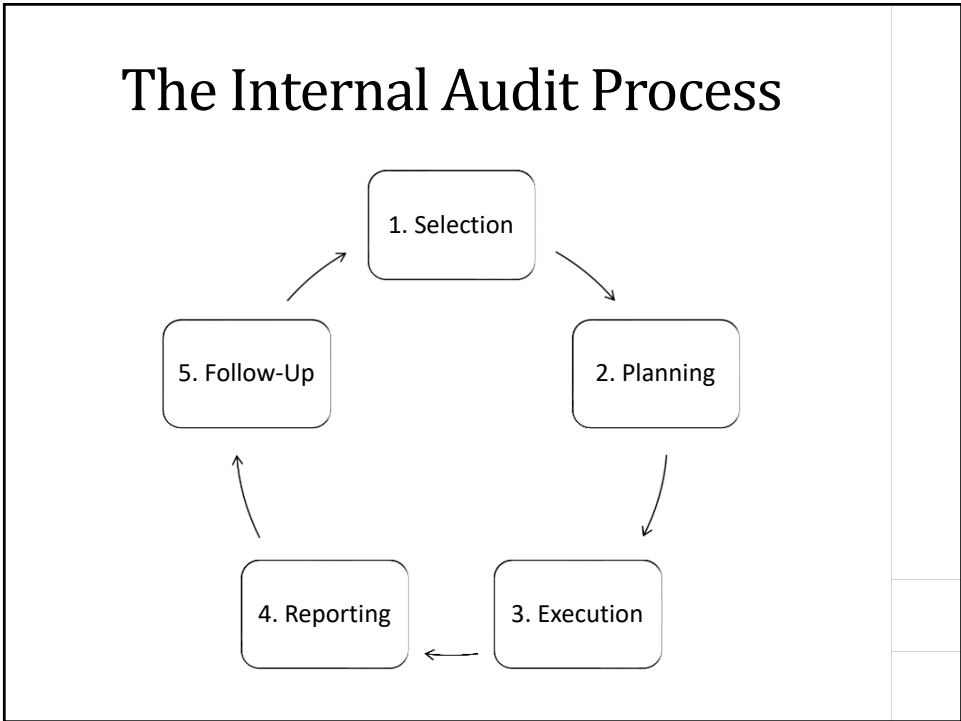 The Internal Audit Process
1. Selection
2. Planning
3. Execution
4. Reporting
5. Follow-Up